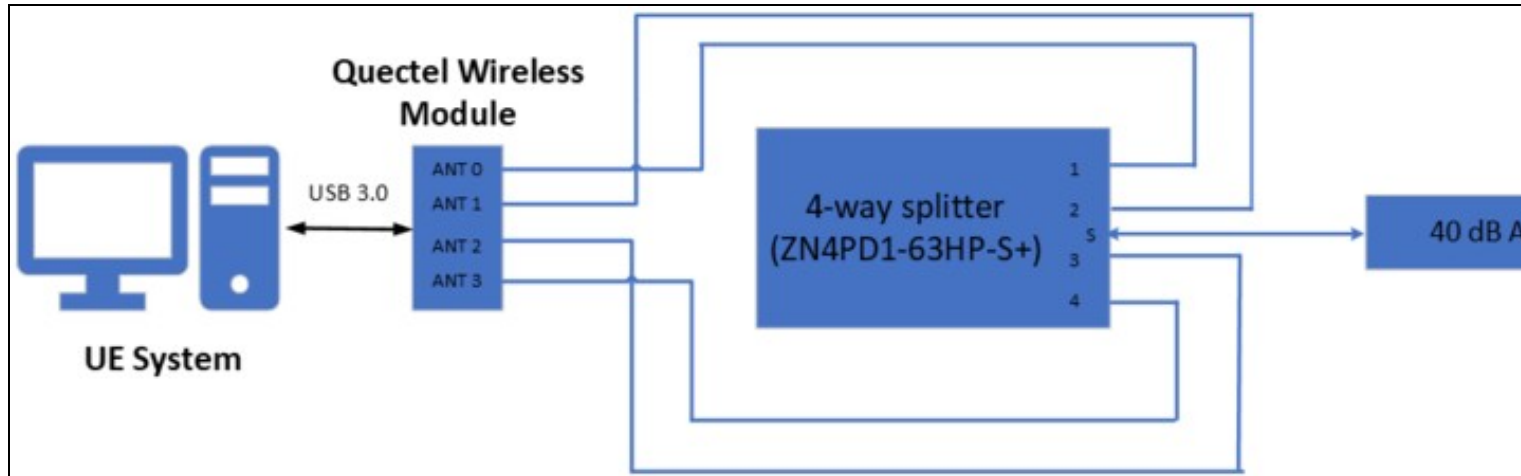 Quectel Wireless
Module
ANT 0
ANT 1
ANT 2
ANT 3
USB 3.0
UE System
4-way splitter
(ZN4PD1-63HP-S+)
1
2
S
3
4
40 dB A